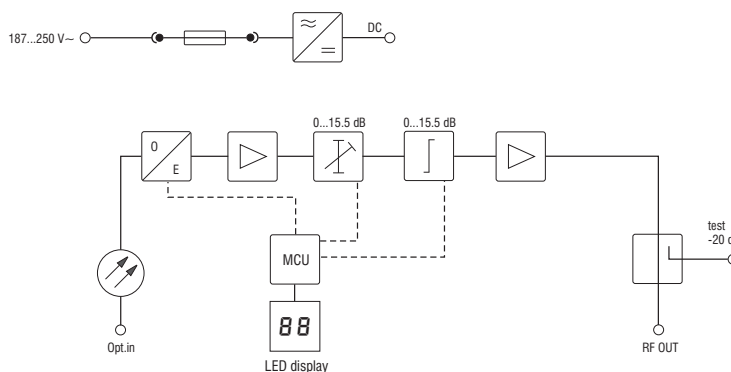 187...250 V~
DC
0...15.5 dB
0...15.5 dB
O
E
MCU
test
-20
88
Opt.in
RF OUT
LED display